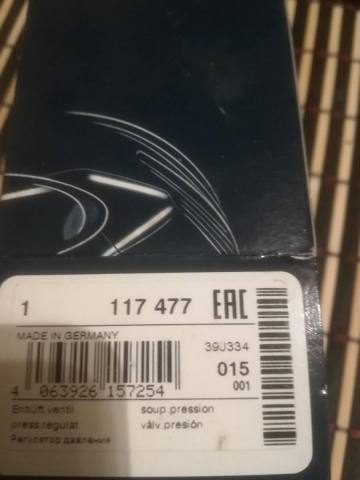 1 117 477 EAC
MADE IN GERMANY
39J334
015
001
4 063926 157254
Entlüft.ventil soup.pression
press.regulat. válv.presión
Регулятор давления